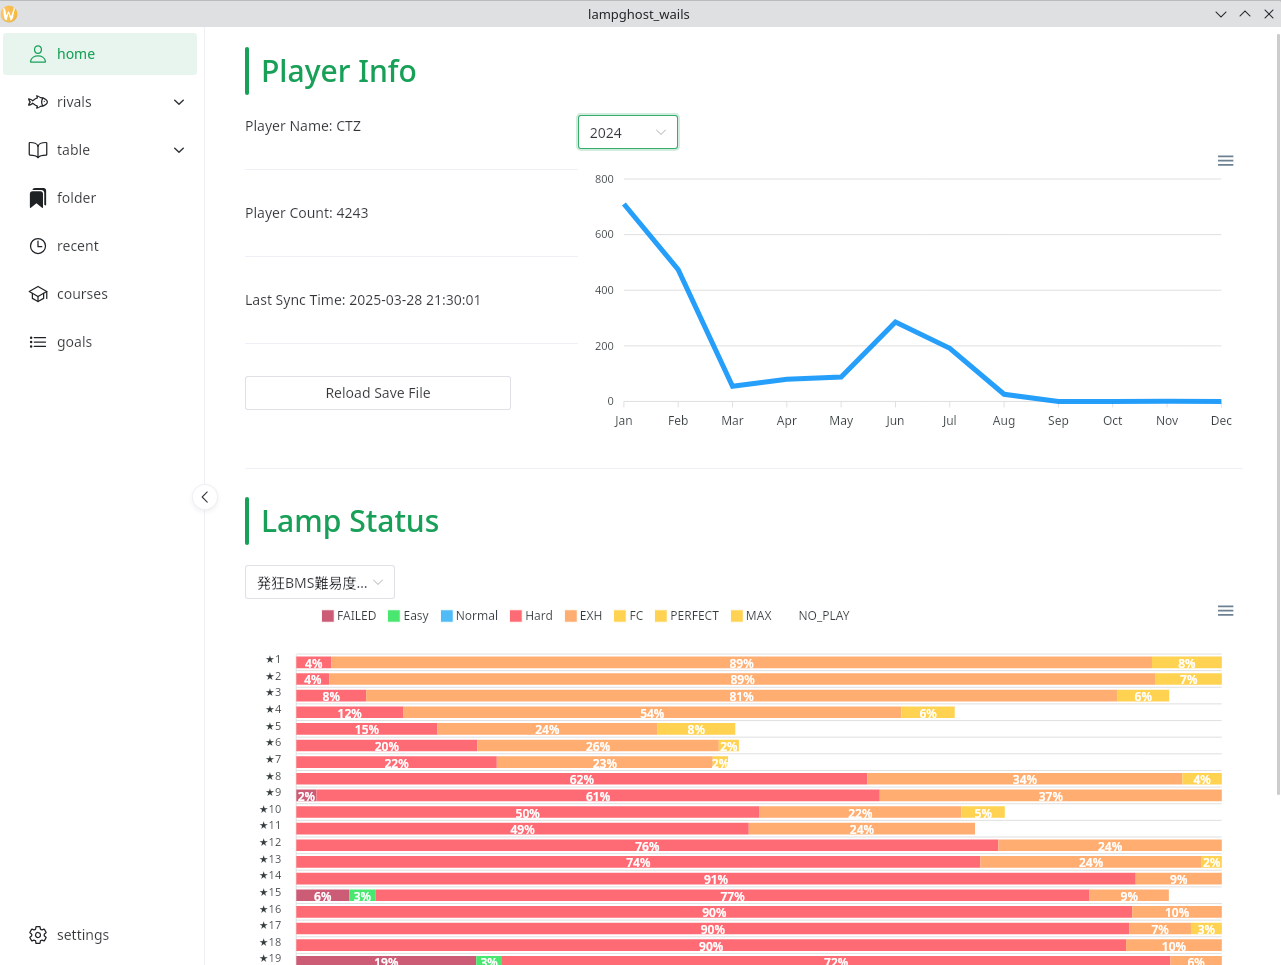 lampghost_wails
home
rivals
table
folder
recent
courses
goals
settings
Player Info
Player Name: CTZ
Player Count: 4243
Last Sync Time: 2025-03-28 21:30:01
Reload Save File
2024
800
600
400
200
0
Jan Feb Mar Apr May Jun Jul Aug Sep Oct Nov Dec
Lamp Status
発狂BMS難易度...
FAILED Easy Normal Hard EXH FC PERFECT MAX NO_PLAY
★1 4% 89% 8%
★2 4% 89% 7%
★3 8% 81% 6%
★4 12% 54% 6%
★5 15% 24% 8%
★6 20% 26% 2%
★7 22% 23% 2%
★8 62% 34% 4%
★9 2% 61% 37%
★10 50% 22% 5%
★11 49% 24%
★12 76% 24%
★13 74% 24% 2%
★14 91% 9%
★15 6% 3% 77% 9%
★16 90% 10%
★17 90% 7% 3%
★18 90% 10%
★19 19% 3% 72% 6%